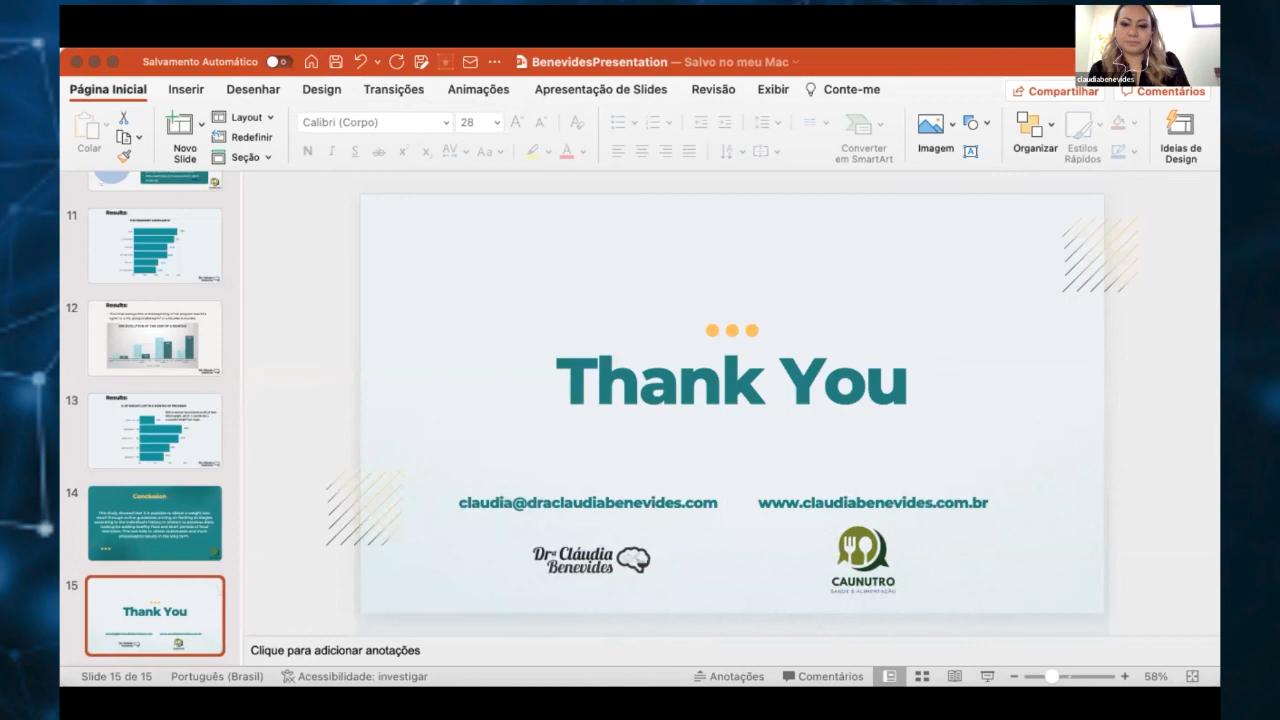 claudiabenevides
Salvamento Automático
BenevidesPresentation — Salvo no meu Mac
Página Inicial Inserir Desenhar Design Transições Animações Apresentação de Slides Revisão Exibir Conte-me
Compartilhar Comentários
Colar
Novo
Slide
Layout
Redefinir
Seção
Calibri (Corpo) 28
Converter
em SmartArt
Imagem
Organizar
Estilos
Rápidos
Ideias de
Design
11
Results:
12
Results:
13
Results:
14
Conclusion
15
Thank You
Thank You
claudia@draclaudiabenevides.com www.claudiabenevides.com.br
Drª Cláudia
Benevides
CAUNUTRO
SAÚDE E ALIMENTAÇÃO
Clique para adicionar anotações
Slide 15 de 15 Português (Brasil) Acessibilidade: investigar Anotações Comentários 58%